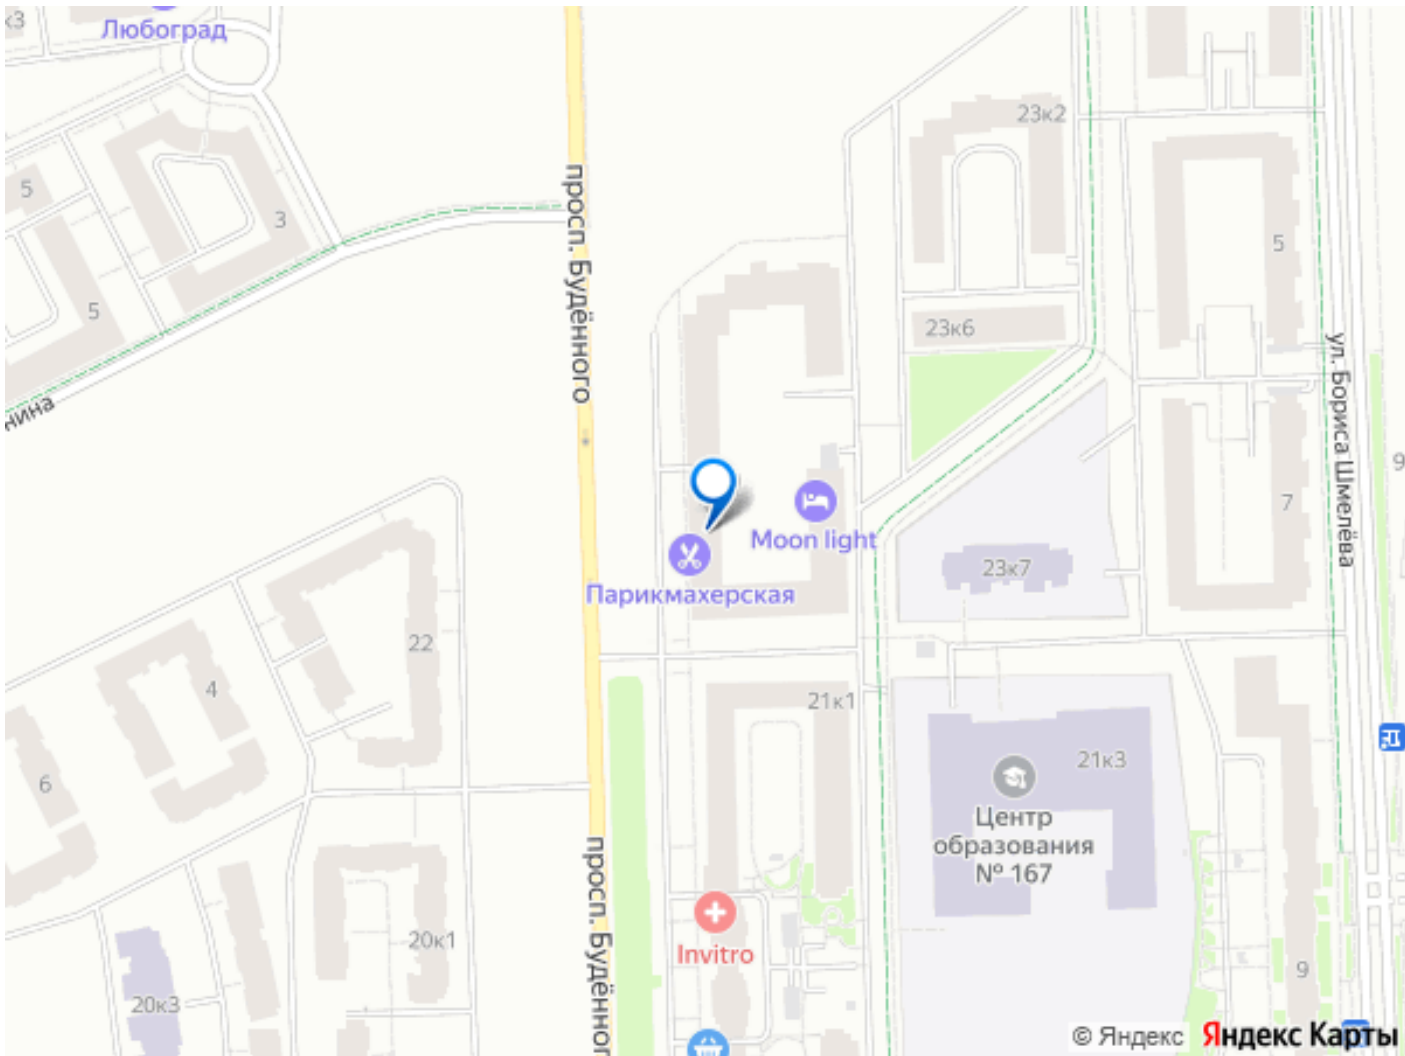 к3
Любоград
23к2
5
3
5
5
просп. Будённого
23к6
ул. Бориса Шмелёва
нина
9
7
Moon light
23к7
Парикмахерская
22
4
21к1
6
21к3
Центр
образования
№ 167
просп. Будённог
Invitro
20к1
20к3
9
© Яндекс Яндекс Карты